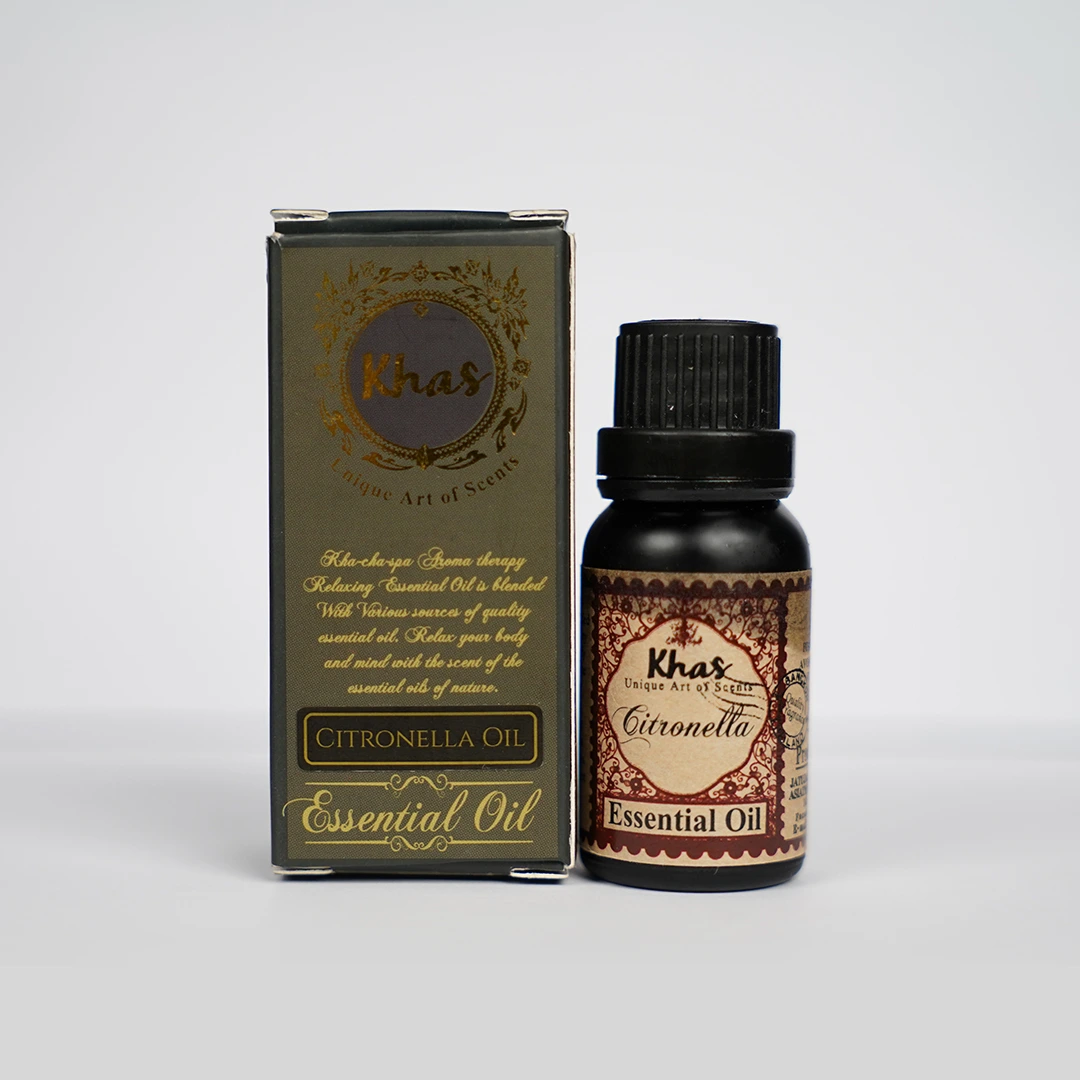 Khas
Unique Art of Scents
Kha-cha-spa Aroma therapy
Relaxing Essential Oil is blended
With Various sources of quality
essential oil. Relax your body
and mind with the scent of the
essential oils of nature.
CITRONELLA OIL
Essential Oil
Khas
Unique Art of Scents
Citronella
Essential Oil